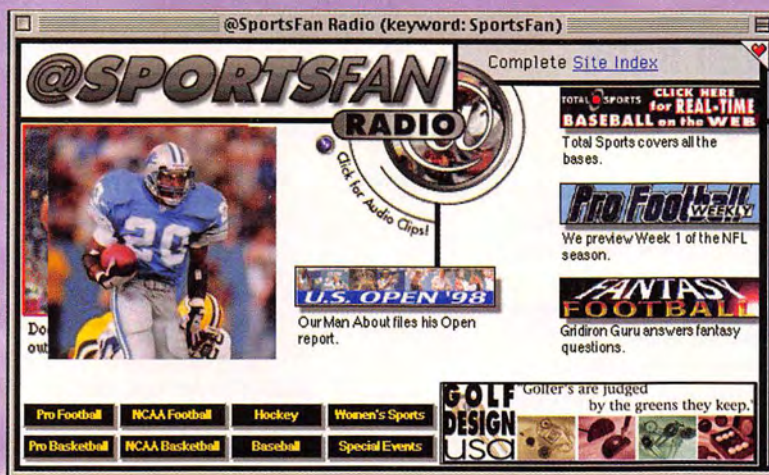 @SportsFan Radio (keyword: SportsFan)
@SPORTSFAN
RADIO
Click for Audio Clips!
Complete Site Index
TOTAL SPORTS CLICK HERE
for REAL-TIME
BASEBALL on the WEB
Total Sports covers all the
bases.
Pro Football
WEEKLY
We preview Week 1 of the NFL
season.
FANTASY
FOOTBALL
Gridiron Guru answers fantasy
questions.
20
U.S. OPEN '98
Our Man About files his Open
report.
Do
out
Pro Football
NCAA Football
Hockey
Women's Sports
Pro Basketball
NCAA Basketball
Baseball
Special Events
GOLF
DESIGN
USA
"Golfer's are judged
by the greens they keep."